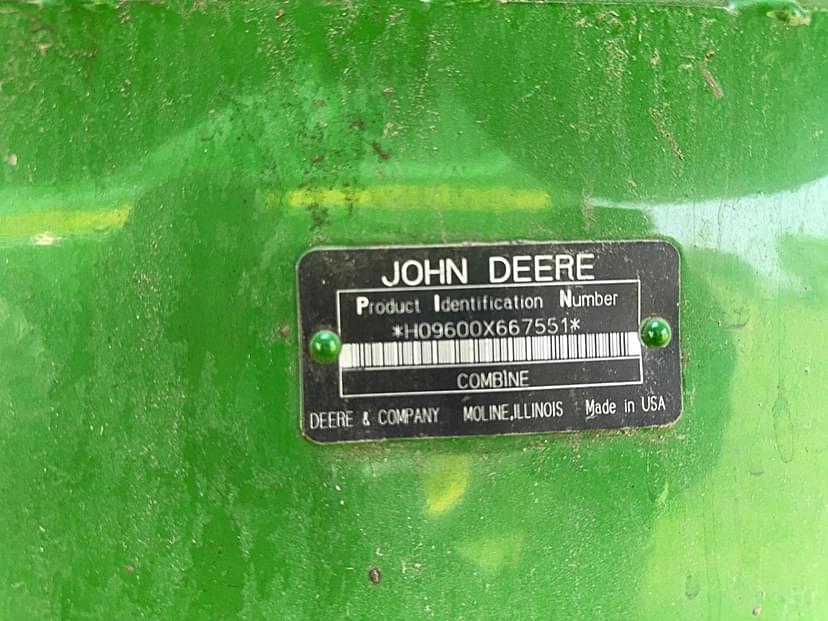 JOHN DEERE
Product Identification Number
*H09600X667551*
COMBINE
DEERE & COMPANY MOLINE,ILLINOIS Made in USA